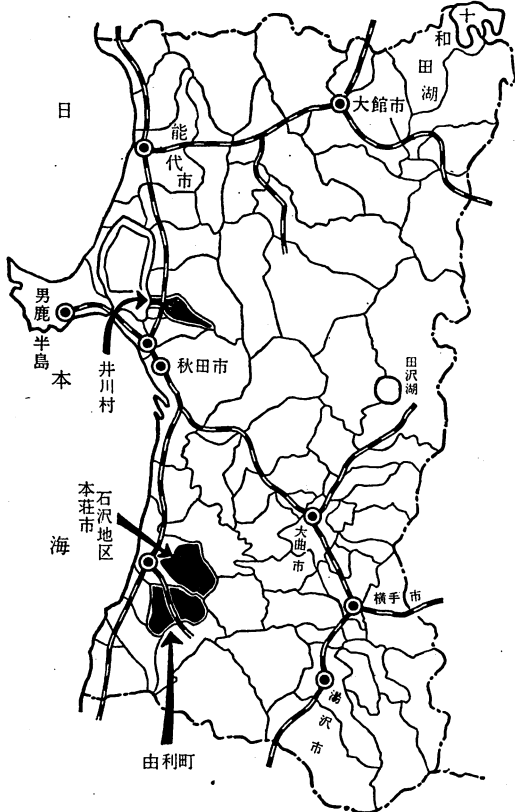 十和田湖
大館市
能代市
日本海
男鹿半島
井川村
秋田市
田沢湖
本荘市
石沢地区
大曲市
横手市
湯沢市
由利町